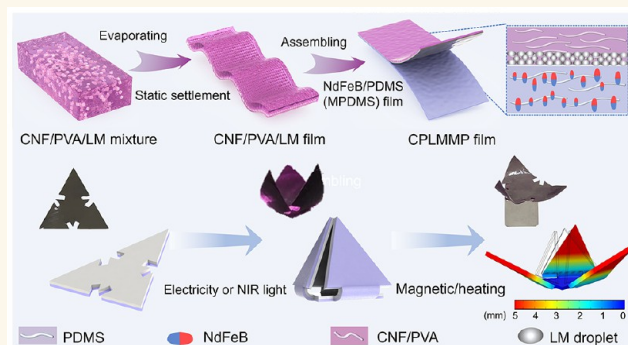 Evaporating
Static settlement
Assembling
NdFeB/PDMS
(MPDMS) film
CNF/PVA/LM mixture
CNF/PVA/LM film
CPLMMP film
bling
Electricity or NIR light
Magnetic/heating
(mm) 5 4 3 2 1 0
PDMS
NdFeB
CNF/PVA
LM droplet